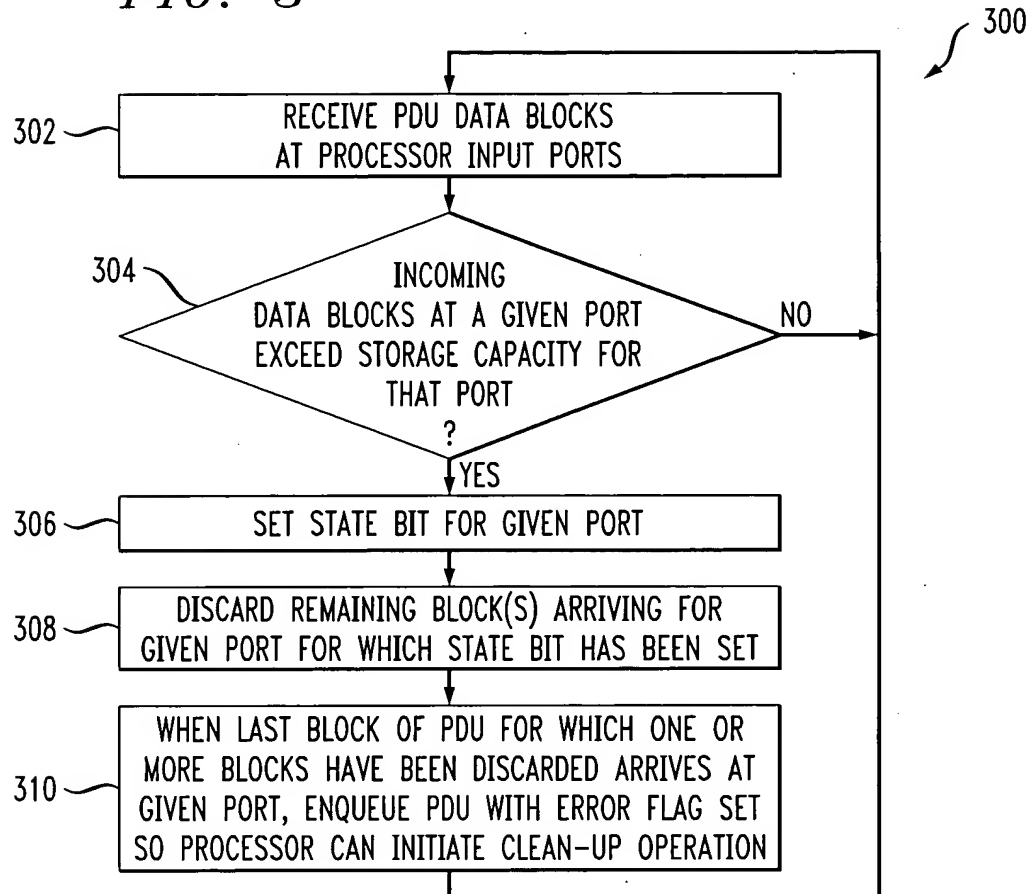 FIG. 3
300
302
RECEIVE PDU DATA BLOCKS
AT PROCESSOR INPUT PORTS
304
INCOMING
DATA BLOCKS AT A GIVEN PORT
EXCEED STORAGE CAPACITY FOR
THAT PORT
?
NO
YES
306
SET STATE BIT FOR GIVEN PORT
308
DISCARD REMAINING BLOCK(S) ARRIVING FOR
GIVEN PORT FOR WHICH STATE BIT HAS BEEN SET
310
WHEN LAST BLOCK OF PDU FOR WHICH ONE OR
MORE BLOCKS HAVE BEEN DISCARDED ARRIVES AT
GIVEN PORT, ENQUEUE PDU WITH ERROR FLAG SET
SO PROCESSOR CAN INITIATE CLEAN-UP OPERATION